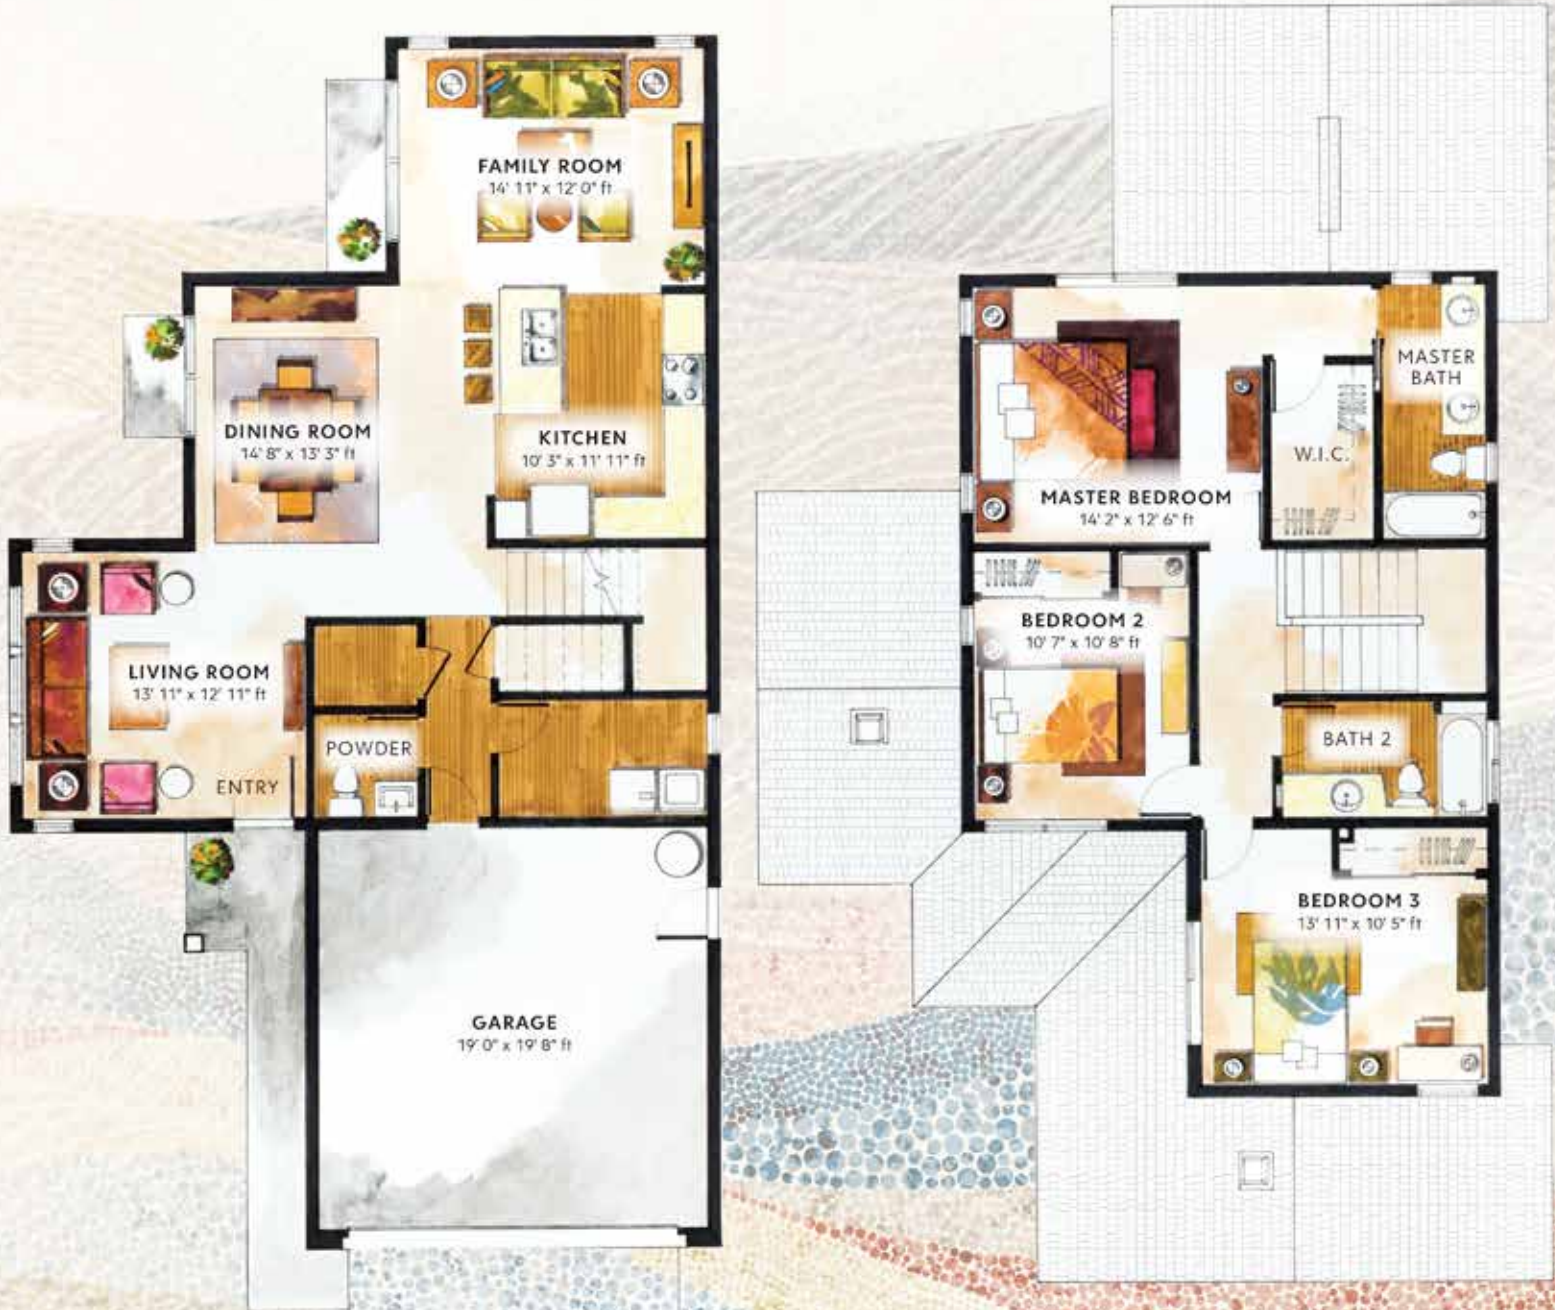 FAMILY ROOM
14' 11" x 12' 0" ft
DINING ROOM
14' 8" x 13' 3" ft
KITCHEN
10' 3" x 11' 11" ft
LIVING ROOM
13' 11" x 12' 11" ft
POWDER
ENTRY
GARAGE
19' 0" x 19' 8" ft
MASTER
BATH
W.I.C.
MASTER BEDROOM
14' 2" x 12' 6" ft
BEDROOM 2
10' 7" x 10' 8" ft
BATH 2
BEDROOM 3
13' 11" x 10' 5" ft